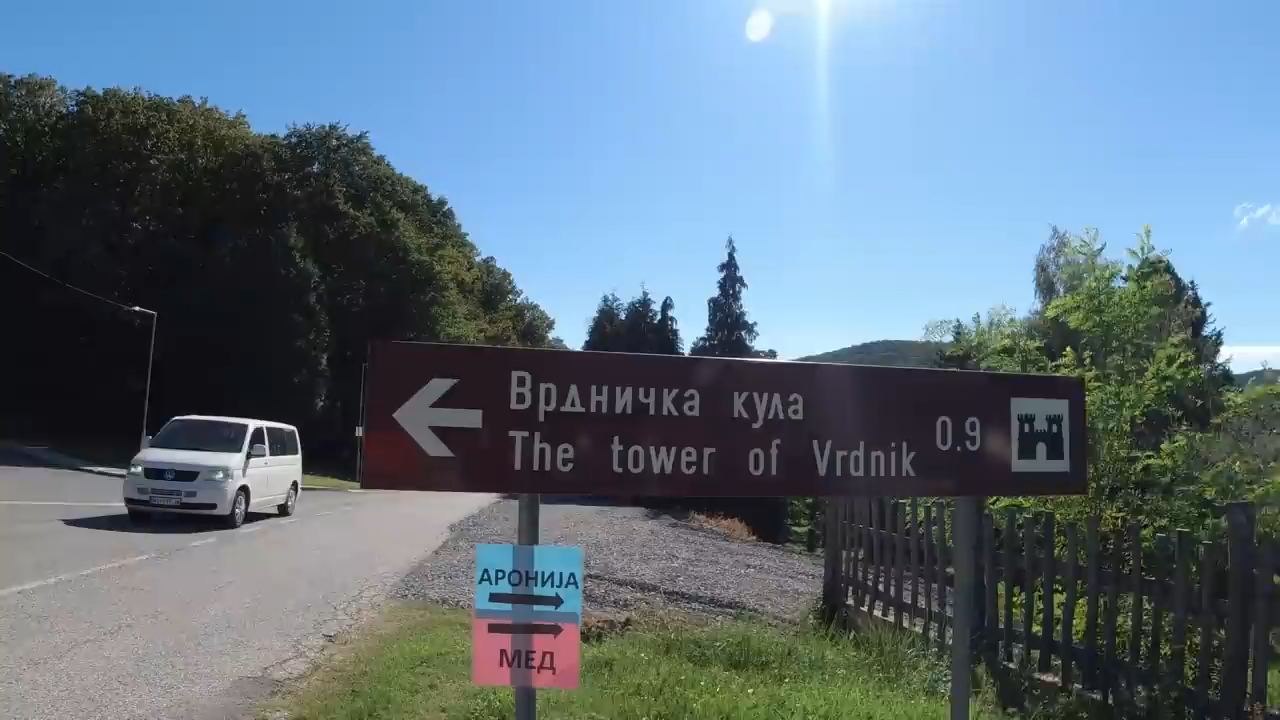 Врдничка кула
The tower of Vrdnik
0.9
АРОНИЈА
МЕД